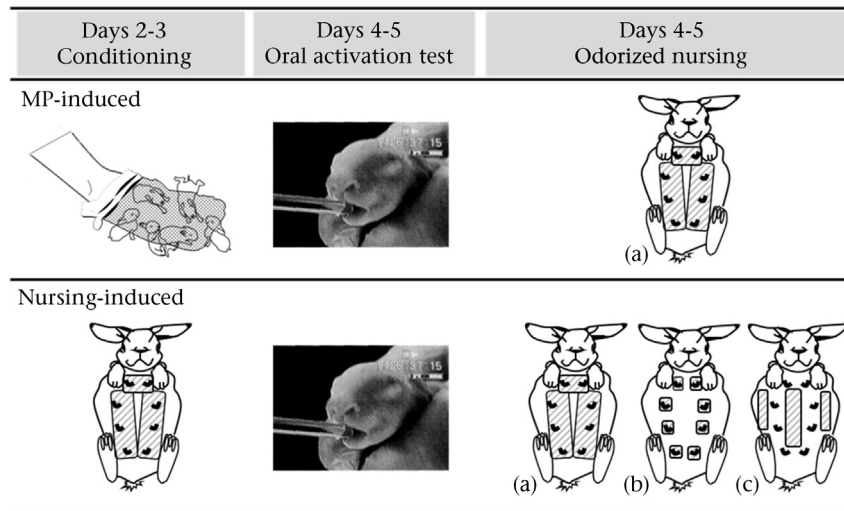 Days 2-3
Conditioning
Days 4-5
Oral activation test
Days 4-5
Odorized nursing
MP-induced
(a)
Nursing-induced
(a)
(b)
(c)